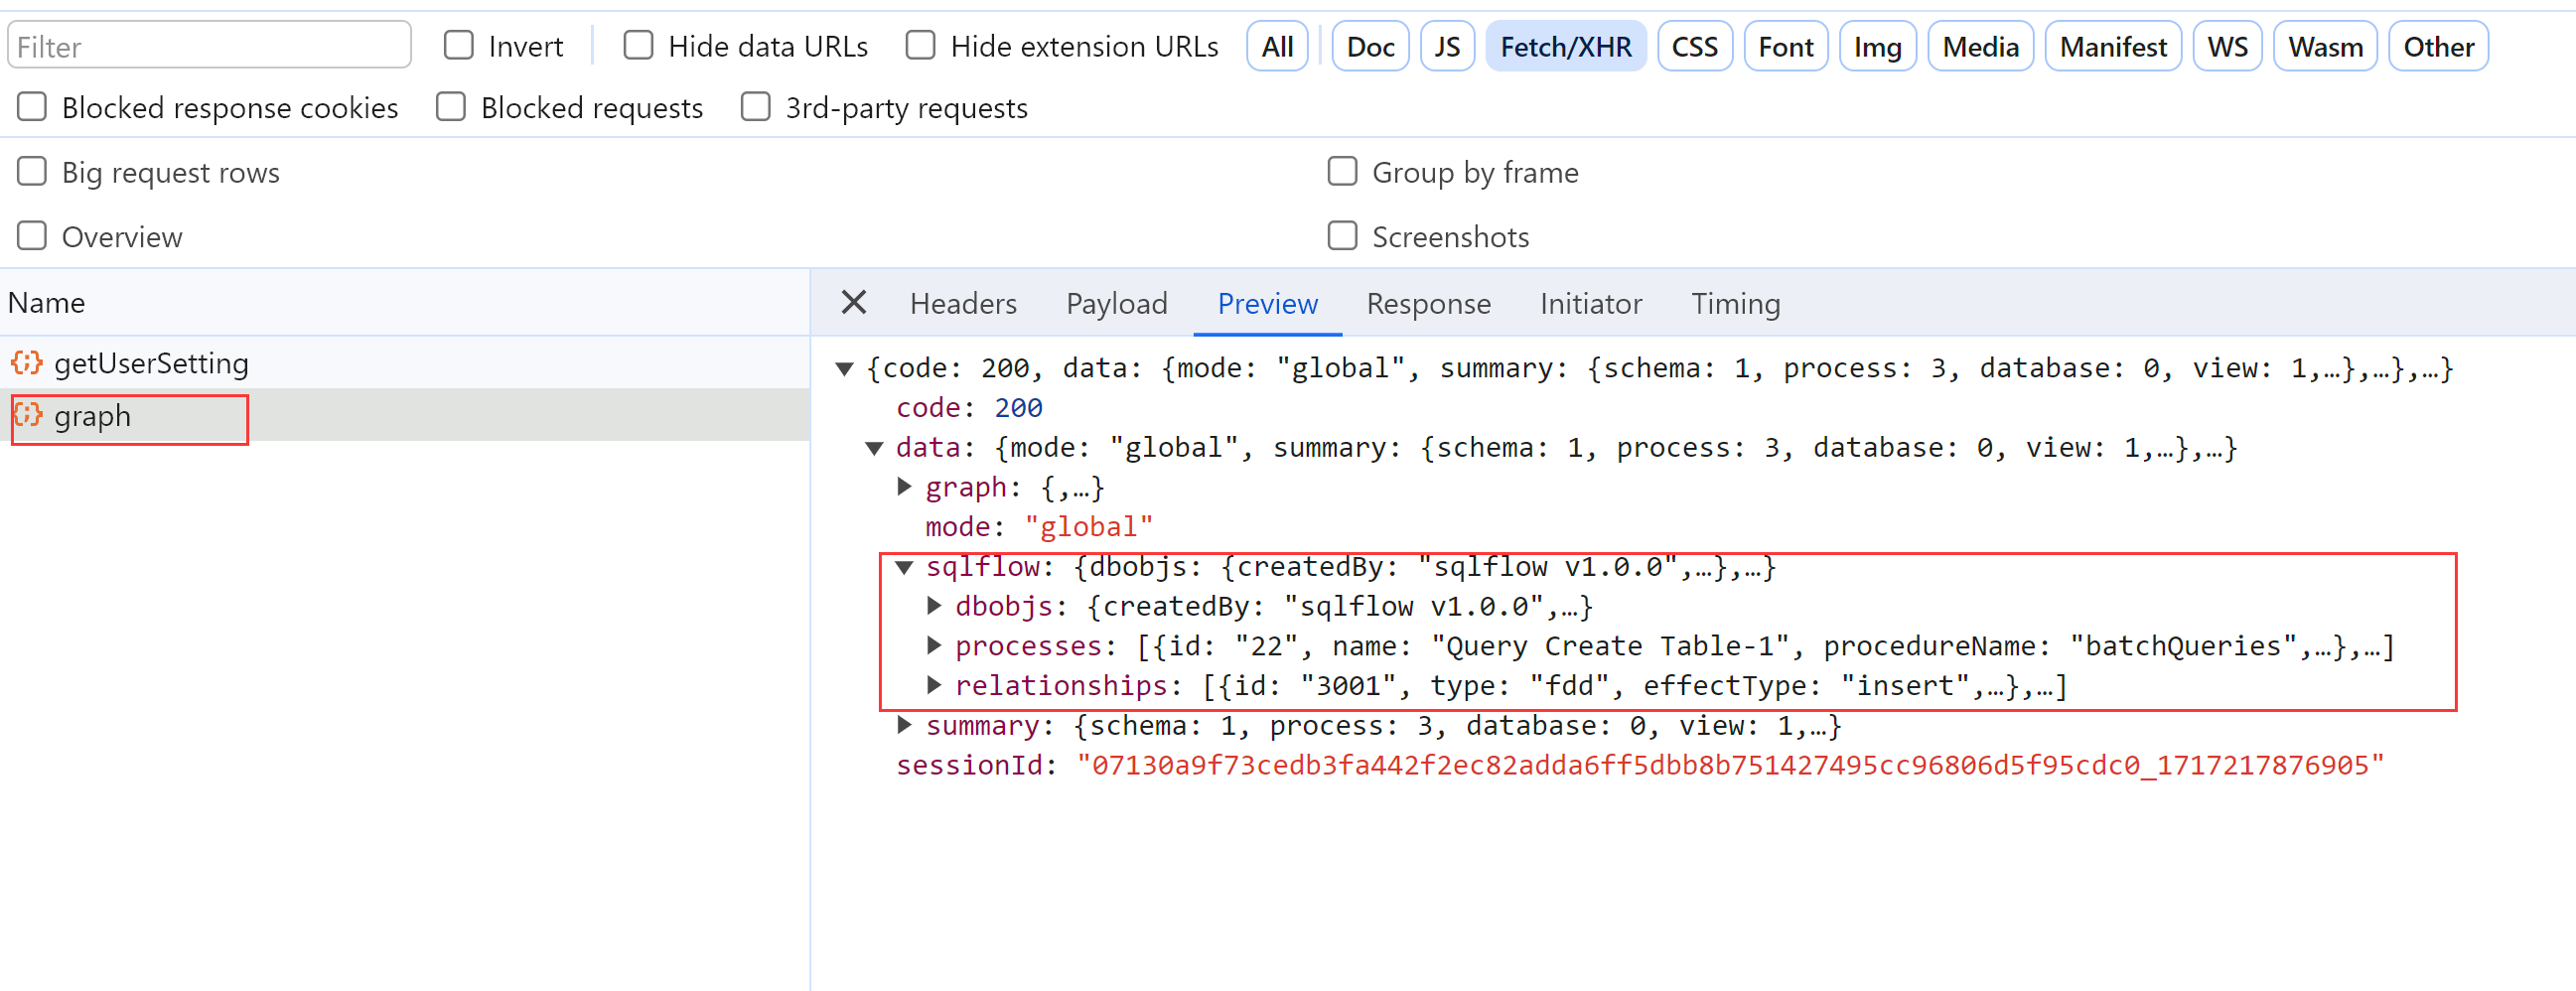 Filter Invert Hide data URLs Hide extension URLs All Doc JS Fetch/XHR CSS Font Img Media Manifest WS Wasm Other
Blocked response cookies Blocked requests 3rd-party requests
Big request rows Group by frame
Overview Screenshots
Name
getUserSetting
graph
Headers Payload Preview Response Initiator Timing
{code: 200, data: {mode: "global", summary: {schema: 1, process: 3, database: 0, view: 1,…},…},…}
code: 200
data: {mode: "global", summary: {schema: 1, process: 3, database: 0, view: 1,…},…}
graph: {,…}
mode: "global"
sqlflow: {dbobjs: {createdBy: "sqlflow v1.0.0",…},…}
dbobjs: {createdBy: "sqlflow v1.0.0",…}
processes: [{id: "22", name: "Query Create Table-1", procedureName: "batchQueries",…},…]
relationships: [{id: "3001", type: "fdd", effectType: "insert",…},…]
summary: {schema: 1, process: 3, database: 0, view: 1,…}
sessionId: "07130a9f73cedb3fa442f2ec82adda6ff5dbb8b751427495cc96806d5f95cdc0_1717217876905"